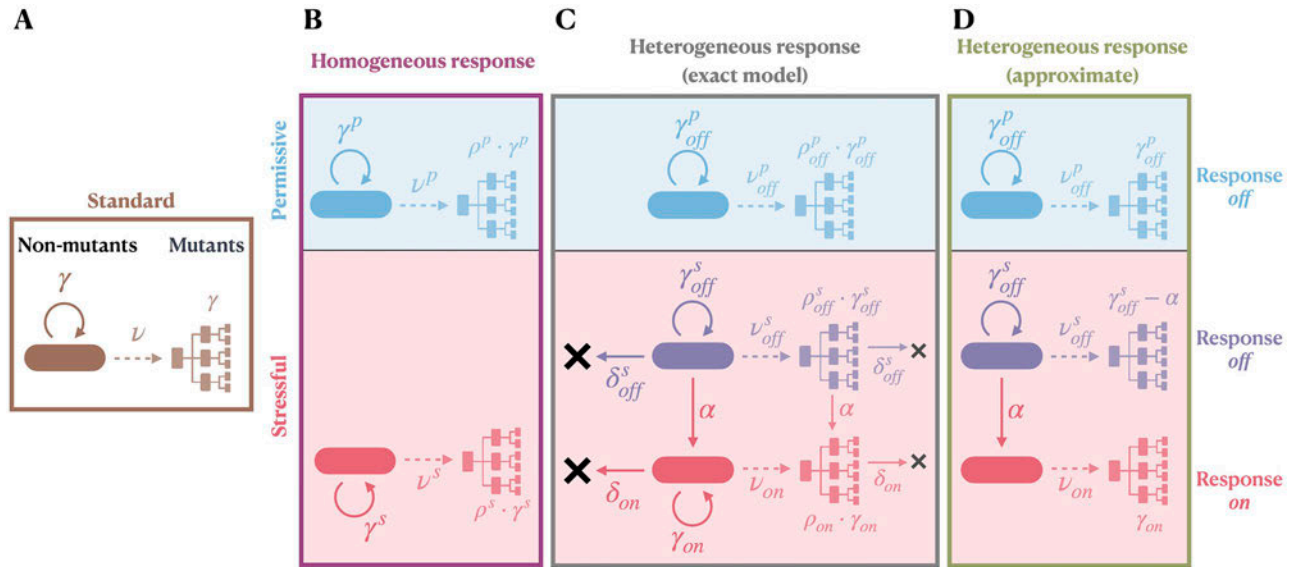 A
B
C
D
Homogeneous response
Heterogeneous response
(exact model)
Heterogeneous response
(approximate)
Standard
Non-mutants
Mutants
γ
ν
γ
Permissive
Stressful
γ^p
ν^p
ρ^p · γ^p
ν^s
γ^s
ρ^s · γ^s
γ^p_off
ν^p_off
ρ^p_off · γ^p_off
γ^s_off
ν^s_off
ρ^s_off · γ^s_off
δ^s_off
δ^s_off
α
α
δ_on
ν_on
δ_on
γ_on
ρ_on · γ_on
γ^p_off
ν^p_off
γ^p_off
γ^s_off
ν^s_off
γ^s_off − α
α
ν_on
γ_on
Response
off
Response
off
Response
on